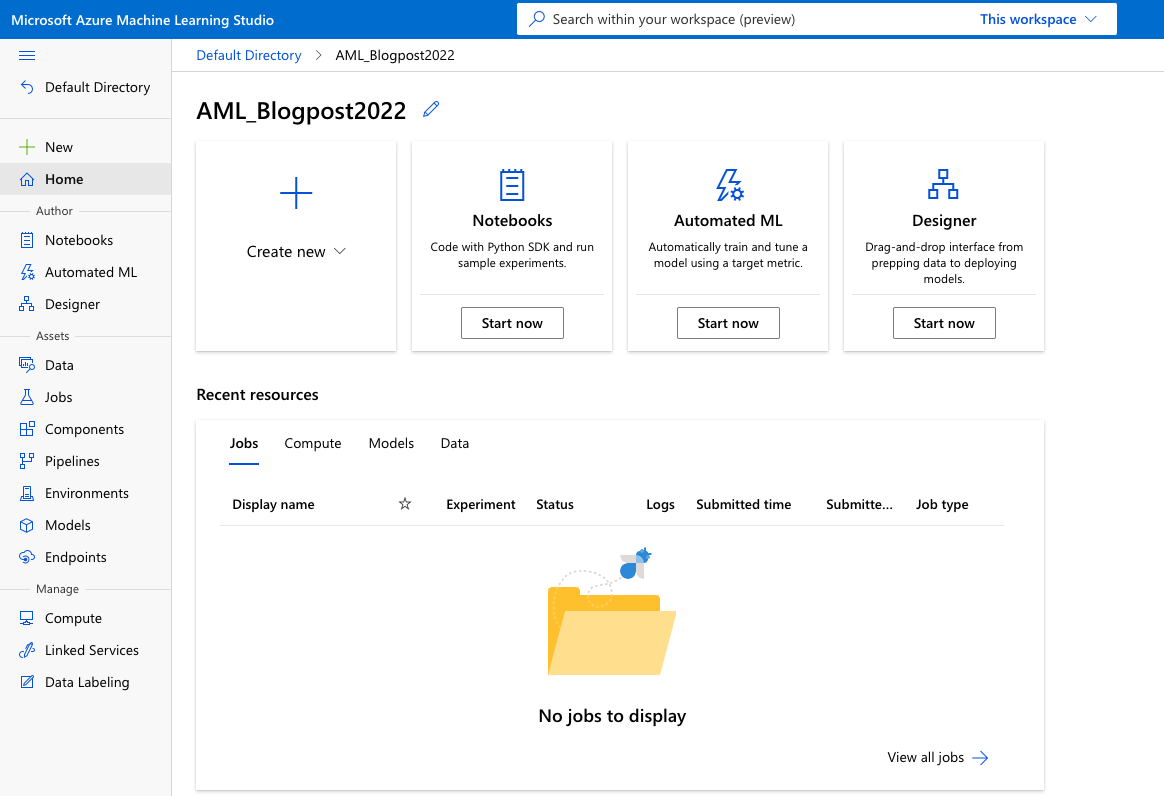 Microsoft Azure Machine Learning Studio
Search within your workspace (preview)
This workspace
Default Directory
AML_Blogpost2022
Default Directory
New
Home
Author
Notebooks
Automated ML
Designer
Assets
Data
Jobs
Components
Pipelines
Environments
Models
Endpoints
Manage
Compute
Linked Services
Data Labeling
AML_Blogpost2022
Create new
Notebooks
Code with Python SDK and run
sample experiments.
Start now
Automated ML
Automatically train and tune a
model using a target metric.
Start now
Designer
Drag-and-drop interface from
prepping data to deploying
models.
Start now
Recent resources
Jobs Compute Models Data
Display name Experiment Status Logs Submitted time Submitte... Job type
No jobs to display
View all jobs